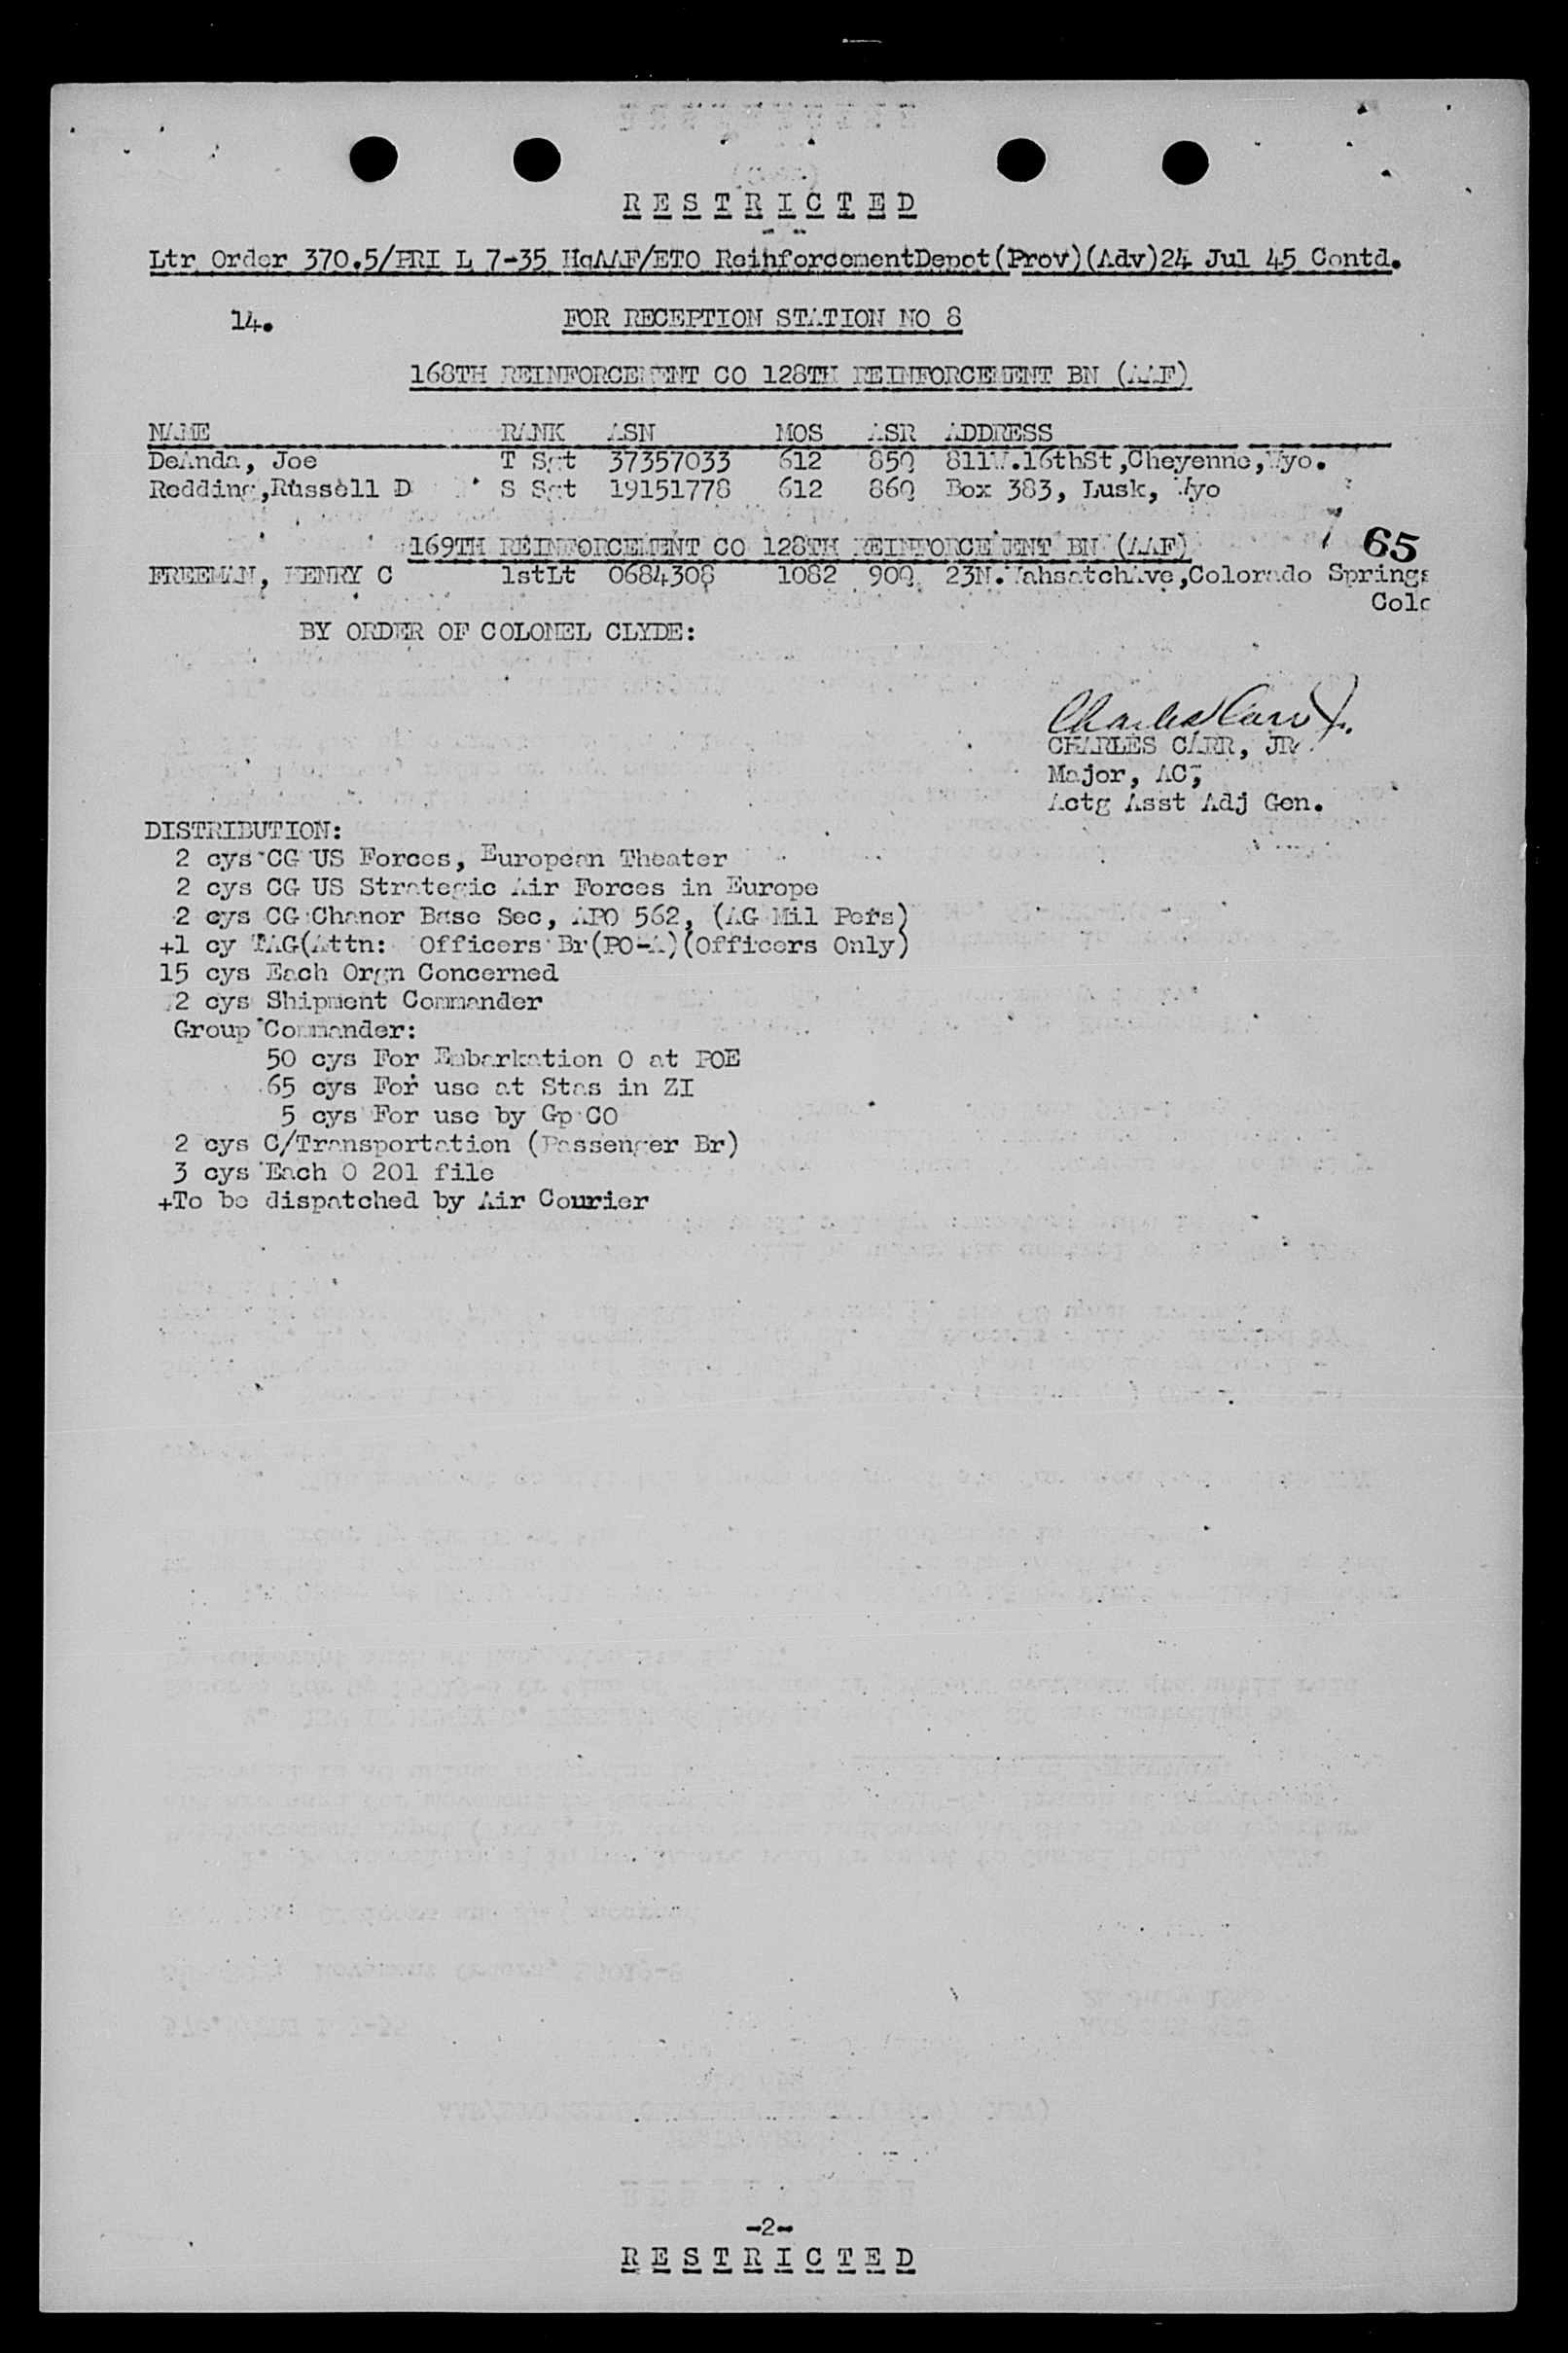 RESTRICTED
Ltr Order 370.5/PRI L 7-35 HqAAF/ETO ReinforcementDepot(Prov)(Adv)24 Jul 45 Contd.
14. FOR RECEPTION STATION NO 8
168TH REINFORCEMENT CO 128TH REINFORCEMENT BN (AAF)
NAME RANK ASN MOS ASR ADDRESS
DeAnda, Joe T Sgt 37357033 612 85Q 811W.16thSt,Cheyenne,Wyo.
Redding,Russell D S Sgt 19151778 612 86Q Box 383, Lusk, Wyo
65
169TH REINFORCEMENT CO 128TH REINFORCEMENT BN (AAF)
FREEMAN, HENRY C 1stLt 0684308 1082 90Q 23N.WahsatchAve,Colorado Springs
Colo
BY ORDER OF COLONEL CLYDE:
Charles Carr Jr.
CHARLES CARR, JR.
Major, AC,
Actg Asst Adj Gen.
DISTRIBUTION:
2 cys CG US Forces, European Theater
2 cys CG US Strategic Air Forces in Europe
2 cys CG Chanor Base Sec, APO 562, (AG Mil Pers)
+1 cy TAG(Attn: Officers Br(PO-A)(Officers Only)
15 cys Each Orgn Concerned
2 cys Shipment Commander
Group Commander:
50 cys For Embarkation O at POE
65 cys For use at Stas in ZI
5 cys For use by Gp CO
2 cys C/Transportation (Passenger Br)
3 cys Each O 201 file
+To be dispatched by Air Courier
-2-
RESTRICTED